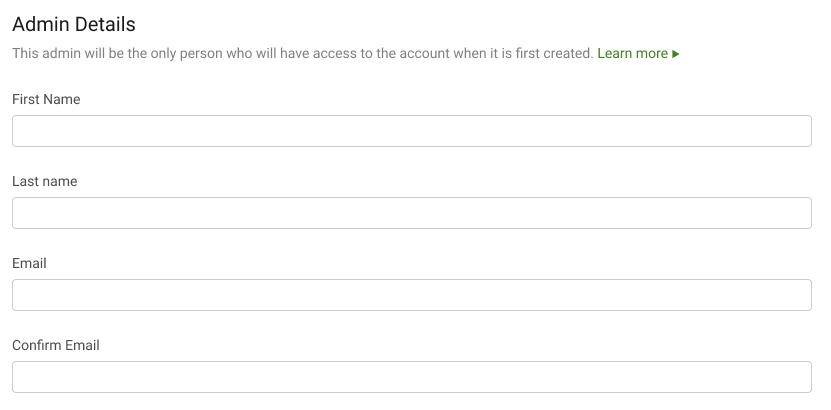 Admin Details
This admin will be the only person who will have access to the account when it is first created. Learn more ▶
First Name
Last name
Email
Confirm Email